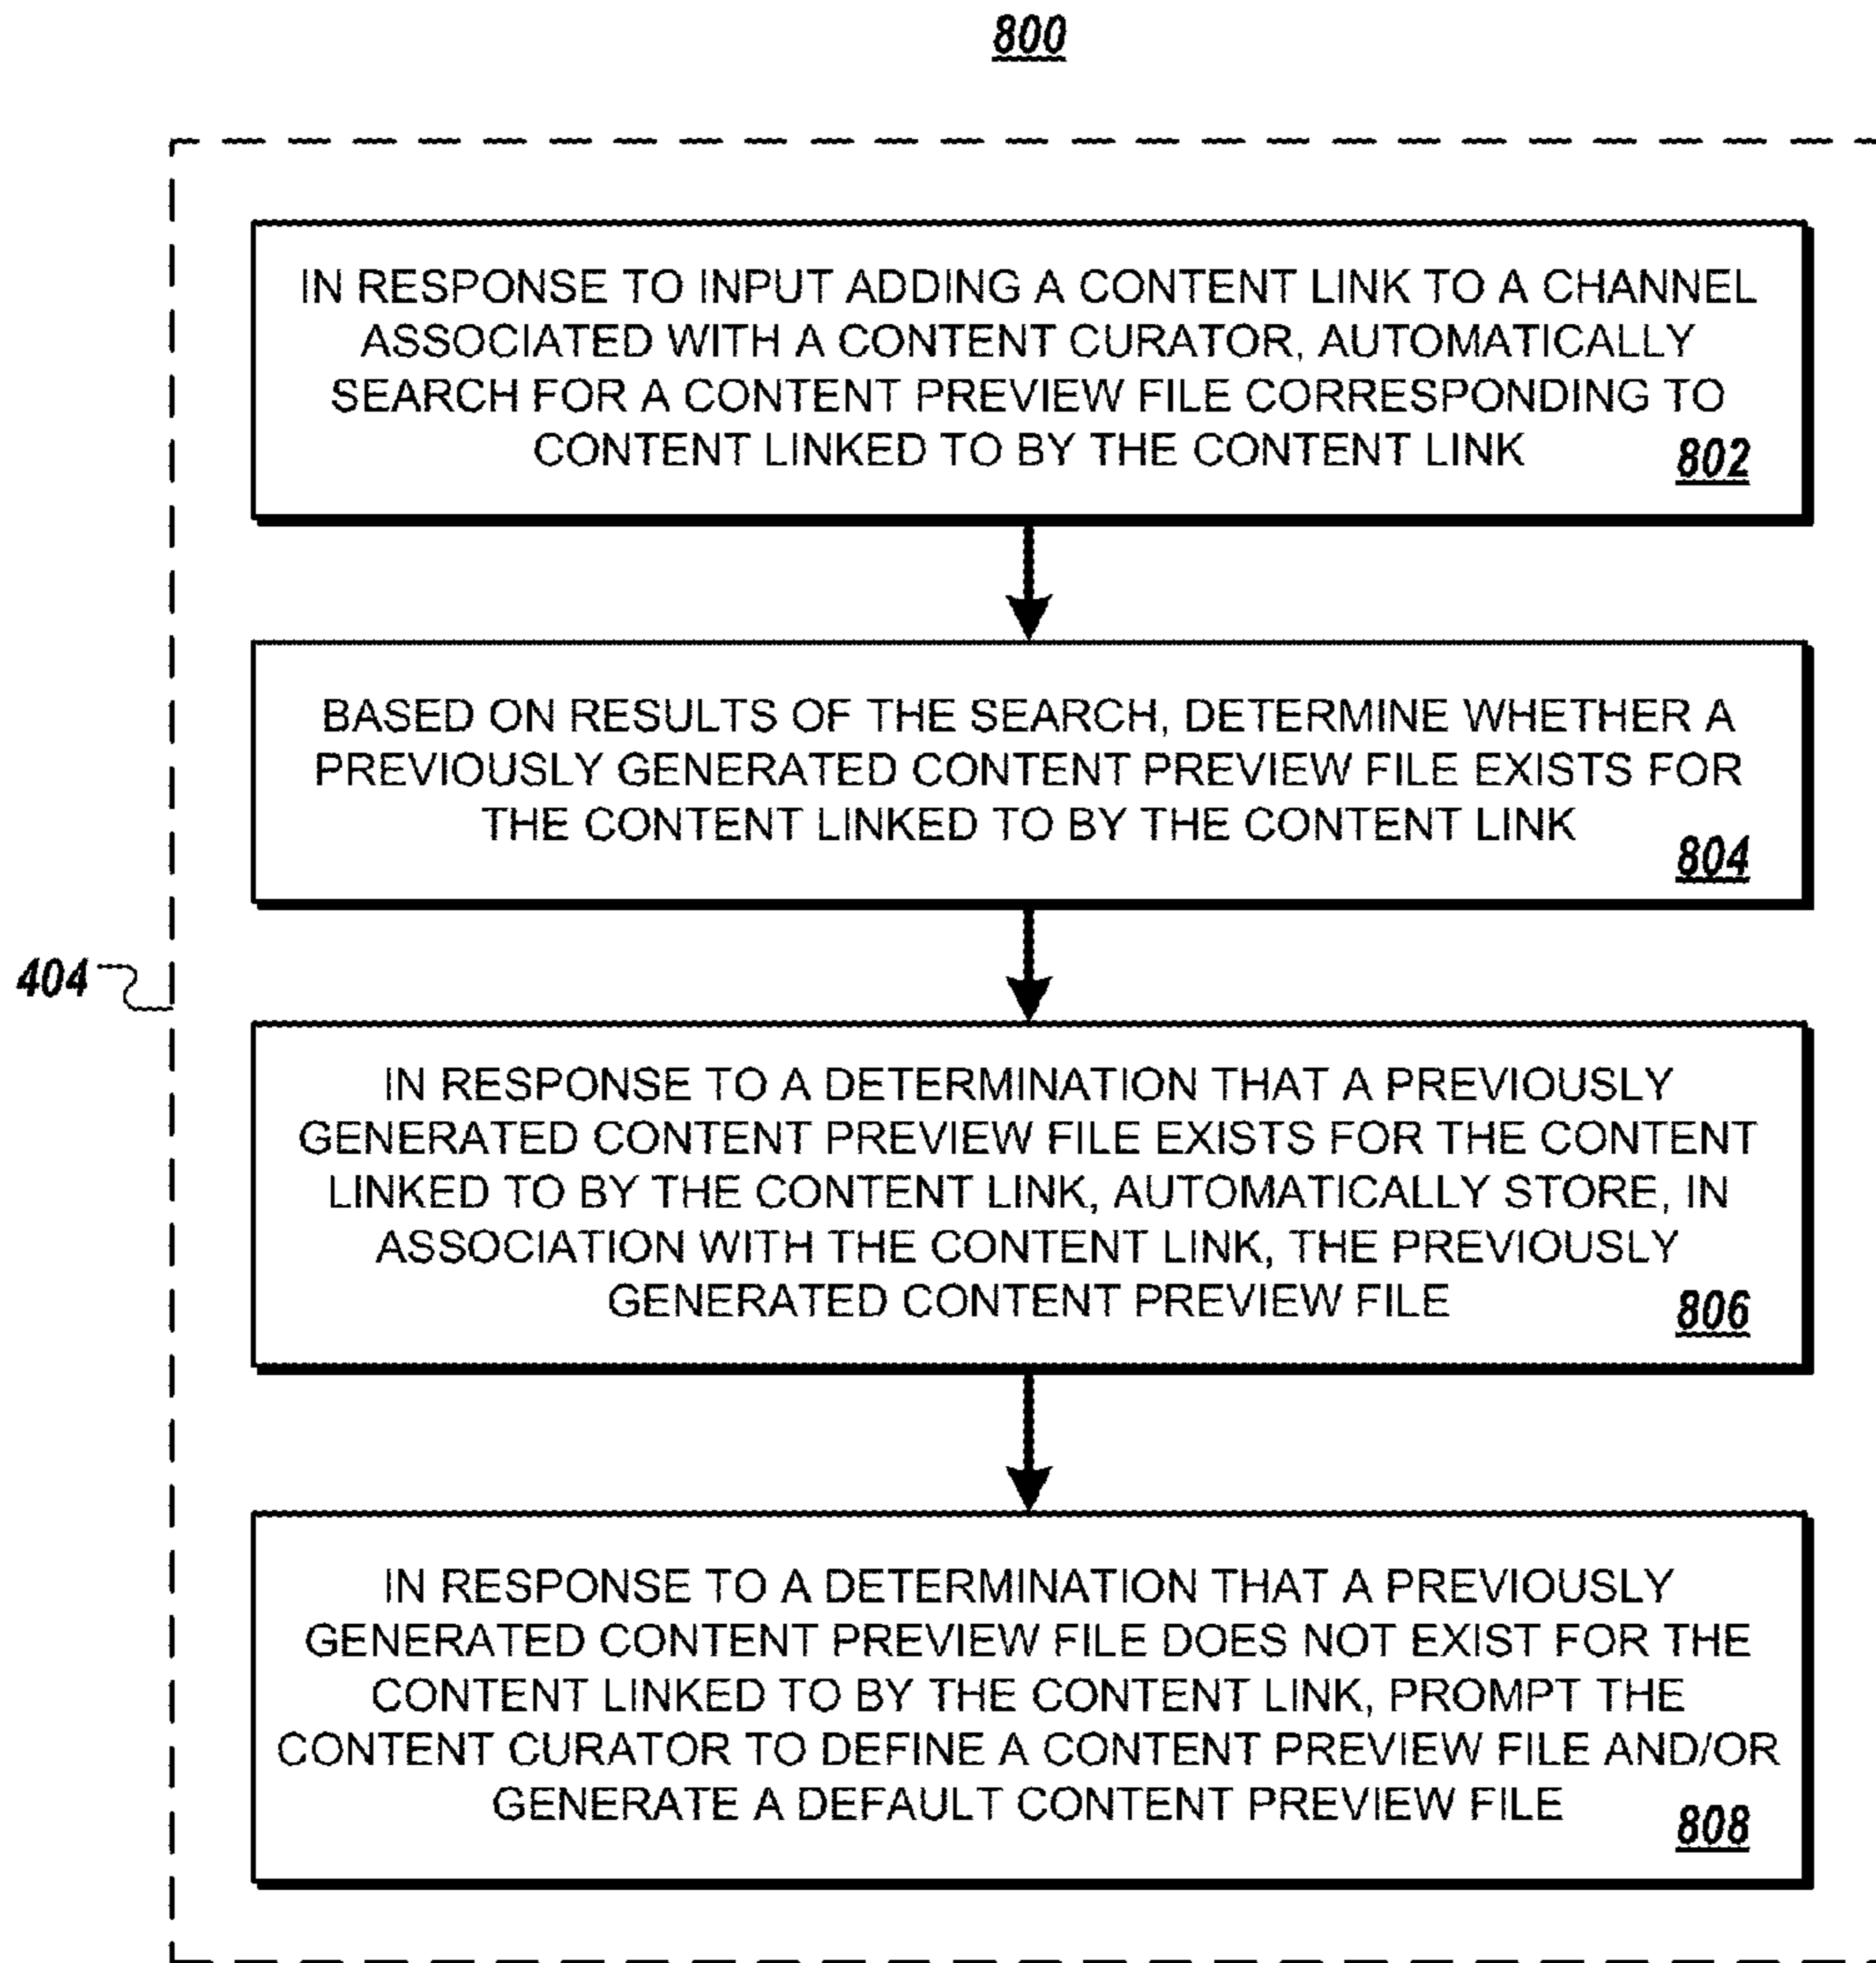 800
IN RESPONSE TO INPUT ADDING A CONTENT LINK TO A CHANNEL
ASSOCIATED WITH A CONTENT CURATOR, AUTOMATICALLY
SEARCH FOR A CONTENT PREVIEW FILE CORRESPONDING TO
CONTENT LINKED TO BY THE CONTENT LINK
802
BASED ON RESULTS OF THE SEARCH, DETERMINE WHETHER A
PREVIOUSLY GENERATED CONTENT PREVIEW FILE EXISTS FOR
THE CONTENT LINKED TO BY THE CONTENT LINK
804
404
IN RESPONSE TO A DETERMINATION THAT A PREVIOUSLY
GENERATED CONTENT PREVIEW FILE EXISTS FOR THE CONTENT
LINKED TO BY THE CONTENT LINK, AUTOMATICALLY STORE, IN
ASSOCIATION WITH THE CONTENT LINK, THE PREVIOUSLY
GENERATED CONTENT PREVIEW FILE
806
IN RESPONSE TO A DETERMINATION THAT A PREVIOUSLY
GENERATED CONTENT PREVIEW FILE DOES NOT EXIST FOR THE
CONTENT LINKED TO BY THE CONTENT LINK, PROMPT THE
CONTENT CURATOR TO DEFINE A CONTENT PREVIEW FILE AND/OR
GENERATE A DEFAULT CONTENT PREVIEW FILE
808